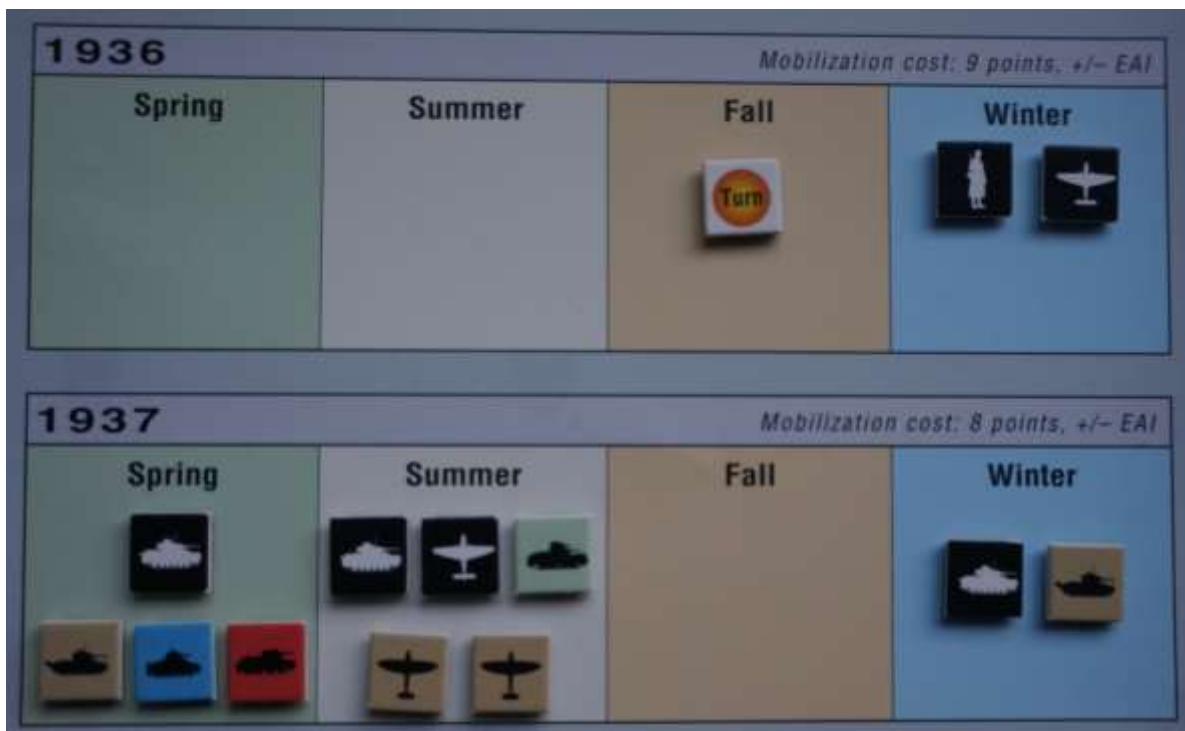 1936
Mobilization cost: 9 points, +/– EAI
Spring
Summer
Fall
Winter
Turn
1937
Mobilization cost: 8 points, +/– EAI
Spring
Summer
Fall
Winter